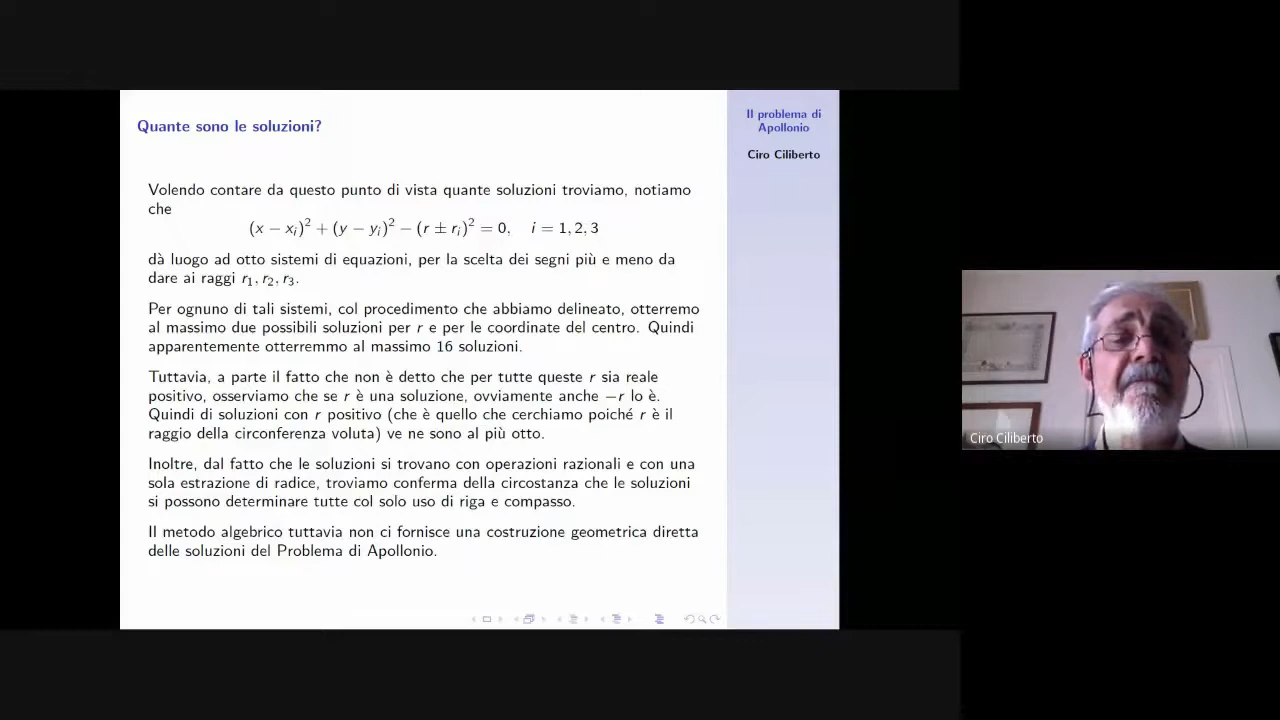 Quante sono le soluzioni?
Volendo contare da questo punto di vista quante soluzioni troviamo, notiamo
che
(x − xᵢ)² + (y − yᵢ)² − (r ± rᵢ)² = 0, i = 1, 2, 3
dà luogo ad otto sistemi di equazioni, per la scelta dei segni più e meno da
dare ai raggi r₁, r₂, r₃.
Per ognuno di tali sistemi, col procedimento che abbiamo delineato, otterremo
al massimo due possibili soluzioni per r e per le coordinate del centro. Quindi
apparentemente otterremmo al massimo 16 soluzioni.
Tuttavia, a parte il fatto che non è detto che per tutte queste r sia reale
positivo, osserviamo che se r è una soluzione, ovviamente anche −r lo è.
Quindi di soluzioni con r positivo (che è quello che cerchiamo poiché r è il
raggio della circonferenza voluta) ve ne sono al più otto.
Inoltre, dal fatto che le soluzioni si trovano con operazioni razionali e con una
sola estrazione di radice, troviamo conferma della circostanza che le soluzioni
si possono determinare tutte col solo uso di riga e compasso.
Il metodo algebrico tuttavia non ci fornisce una costruzione geometrica diretta
delle soluzioni del Problema di Apollonio.
Il problema di
Apollonio
Ciro Ciliberto
Ciro Ciliberto